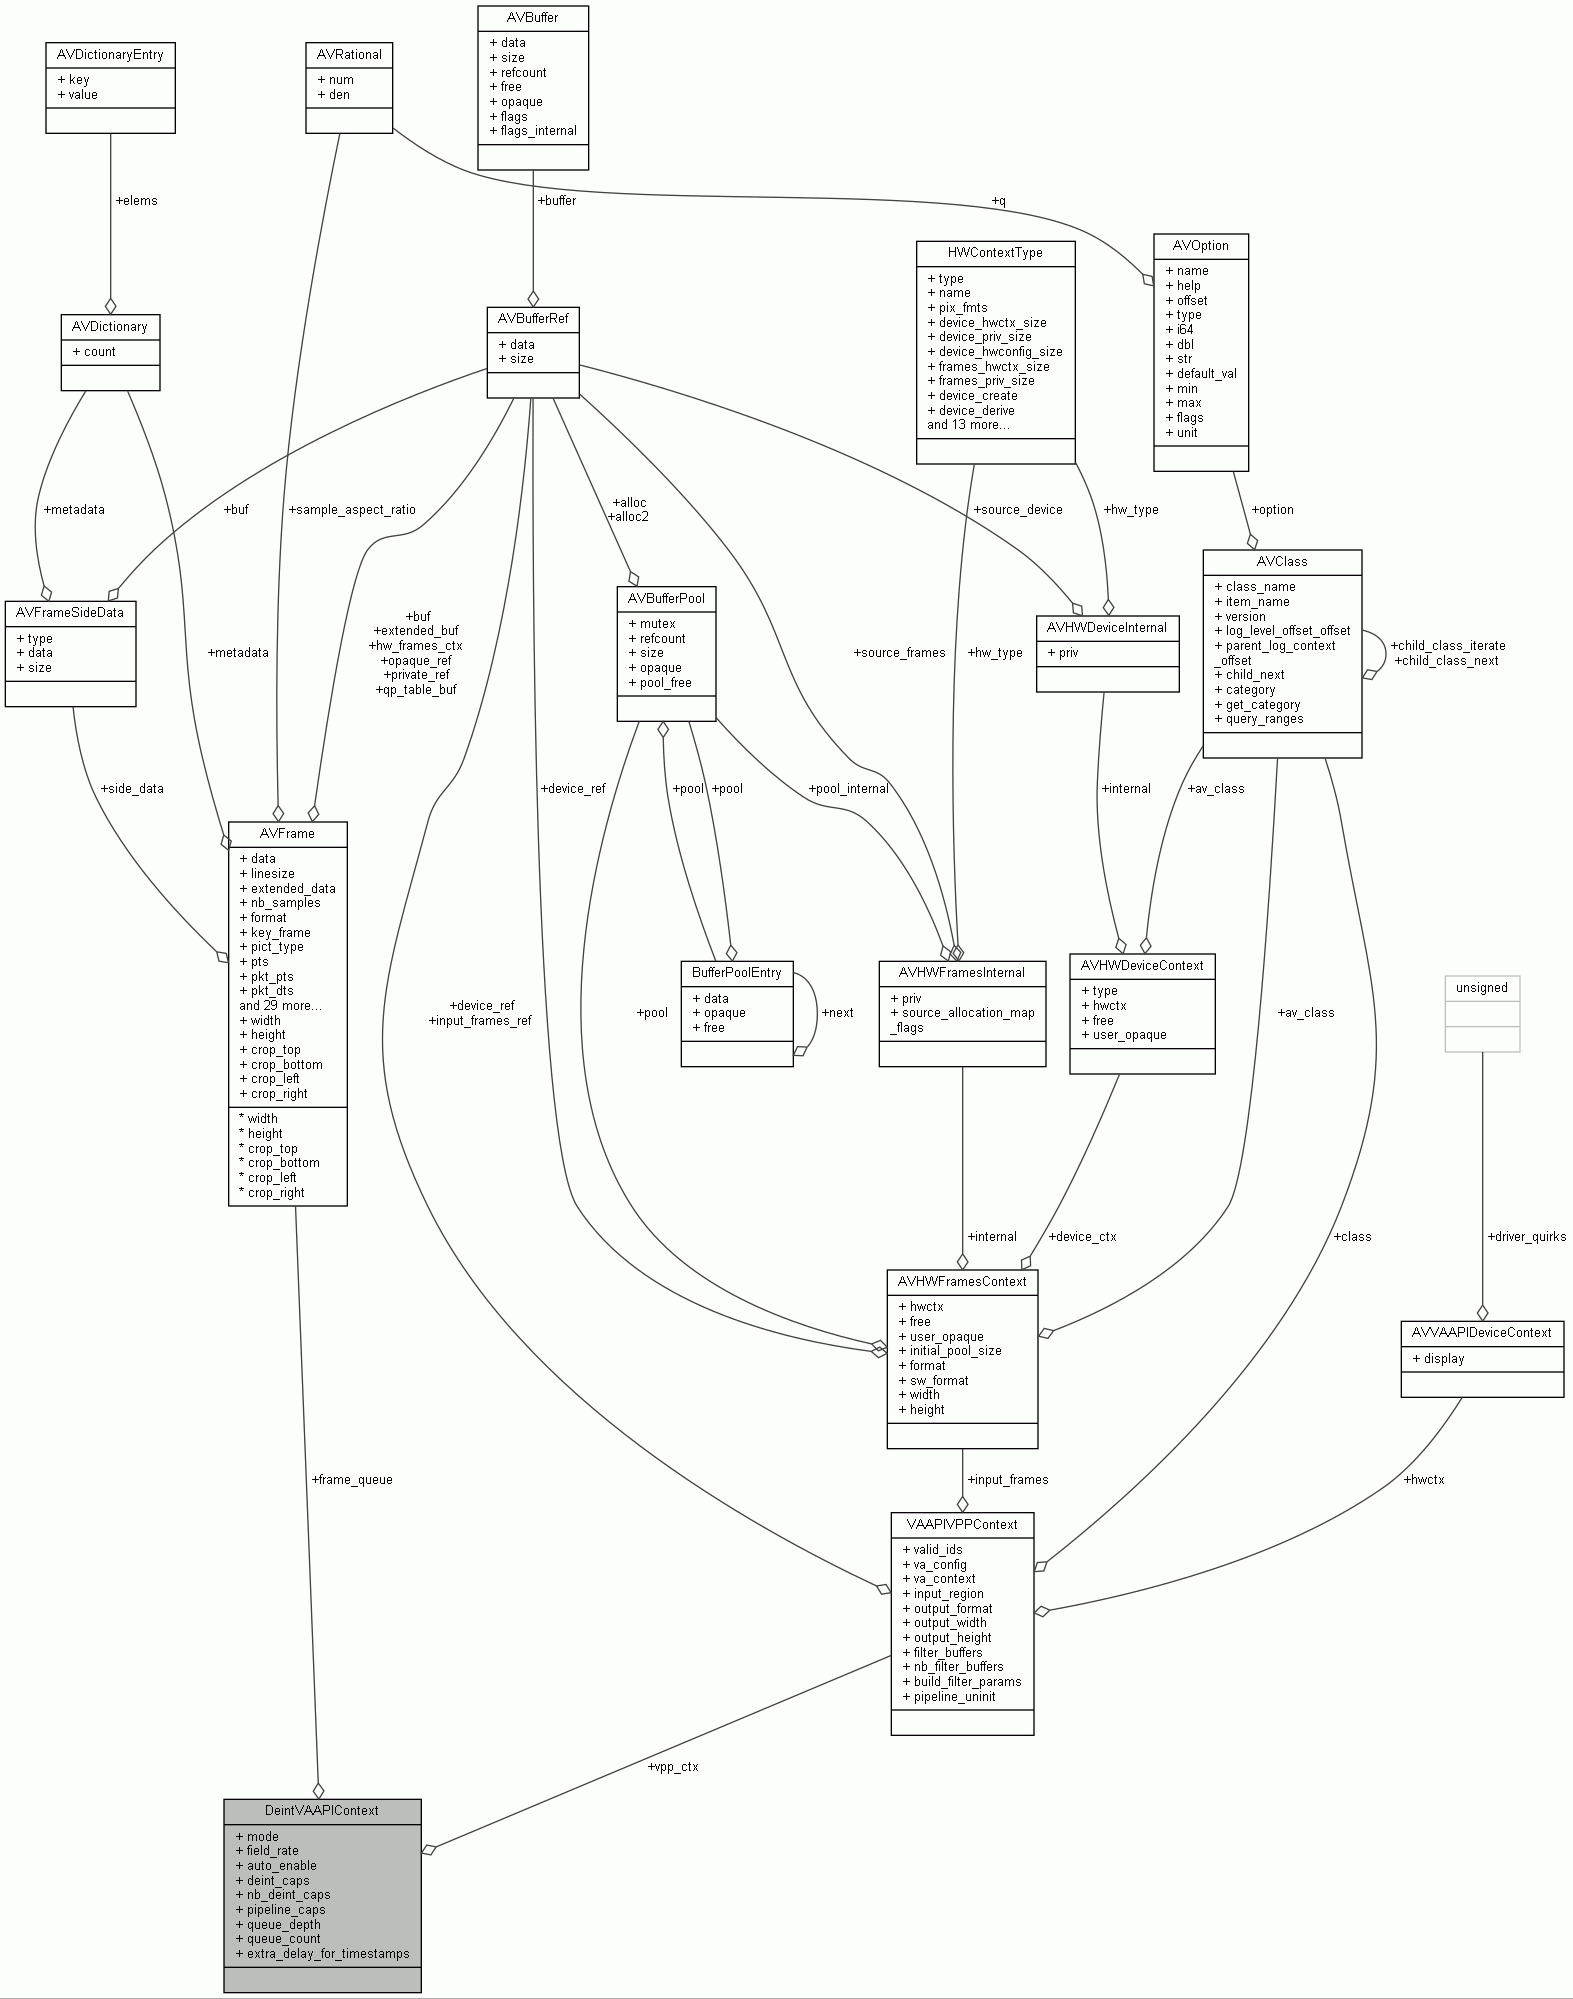 AVBuffer
+ data
+ size
+ refcount
+ free
+ opaque
+ flags
+ flags_internal
AVDictionaryEntry
+ key
+ value
AVRational
+ num
+ den
+elems
+buffer
+q
AVOption
+ name
+ help
+ offset
+ type
+ i64
+ dbl
+ str
+ default_val
+ min
+ max
+ flags
+ unit
HWContextType
+ type
+ name
+ pix_fmts
+ device_hwctx_size
+ device_priv_size
+ device_hwconfig_size
+ frames_hwctx_size
+ frames_priv_size
+ device_create
+ device_derive
and 13 more...
AVDictionary
+ count
AVBufferRef
+ data
+ size
+metadata
+buf
+sample_aspect_ratio
+alloc
+alloc2
+source_device
+hw_type
+option
AVClass
+ class_name
+ item_name
+ version
+ log_level_offset_offset
+ parent_log_context
_offset
+ child_next
+ category
+ get_category
+ query_ranges
+child_class_iterate
+child_class_next
AVFrameSideData
+ type
+ data
+ size
AVBufferPool
+ mutex
+ refcount
+ size
+ opaque
+ pool_free
AVHWDeviceInternal
+ priv
+metadata
+buf
+extended_buf
+hw_frames_ctx
+opaque_ref
+private_ref
+qp_table_buf
+source_frames
+hw_type
+side_data
+device_ref
+pool
+pool
+pool_internal
+internal
+av_class
AVFrame
+ data
+ linesize
+ extended_data
+ nb_samples
+ format
+ key_frame
+ pict_type
+ pts
+ pkt_pts
+ pkt_dts
and 29 more...
+ width
+ height
+ crop_top
+ crop_bottom
+ crop_left
+ crop_right
* width
* height
* crop_top
* crop_bottom
* crop_left
* crop_right
+device_ref
+input_frames_ref
+pool
BufferPoolEntry
+ data
+ opaque
+ free
+next
AVHWFramesInternal
+ priv
+ source_allocation_map
_flags
AVHWDeviceContext
+ type
+ hwctx
+ free
+ user_opaque
+av_class
unsigned
+internal
+device_ctx
+class
+driver_quirks
AVHWFramesContext
+ hwctx
+ free
+ user_opaque
+ initial_pool_size
+ format
+ sw_format
+ width
+ height
AVVAAPIDeviceContext
+ display
+frame_queue
+input_frames
+hwctx
VAAPIVPPContext
+ valid_ids
+ va_config
+ va_context
+ input_region
+ output_format
+ output_width
+ output_height
+ filter_buffers
+ nb_filter_buffers
+ build_filter_params
+ pipeline_uninit
+vpp_ctx
DeintVAAPIContext
+ mode
+ field_rate
+ auto_enable
+ deint_caps
+ nb_deint_caps
+ pipeline_caps
+ queue_depth
+ queue_count
+ extra_delay_for_timestamps